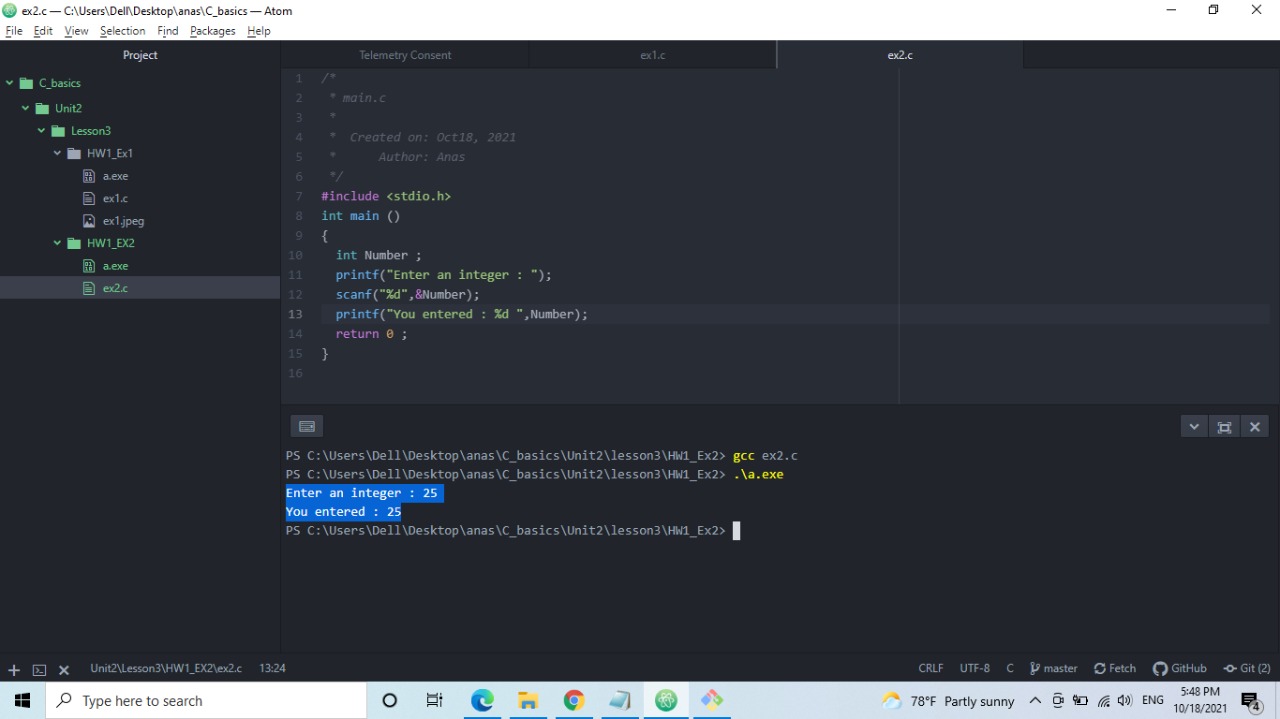 ex2.c — C:\Users\Dell\Desktop\anas\C_basics — Atom
File Edit View Selection Find Packages Help
Project
Telemetry Consent ex1.c ex2.c
C_basics
Unit2
Lesson3
HW1_Ex1
a.exe
ex1.c
ex1.jpeg
HW1_EX2
a.exe
ex2.c
1 /*
2 * main.c
3 *
4 * Created on: Oct18, 2021
5 * Author: Anas
6 */
7 #include <stdio.h>
8 int main ()
9 {
10 int Number ;
11 printf("Enter an integer : ");
12 scanf("%d",&Number);
13 printf("You entered : %d ",Number);
14 return 0 ;
15 }
16
PS C:\Users\Dell\Desktop\anas\C_basics\Unit2\lesson3\HW1_Ex2> gcc ex2.c
PS C:\Users\Dell\Desktop\anas\C_basics\Unit2\lesson3\HW1_Ex2> .\a.exe
Enter an integer : 25
You entered : 25
PS C:\Users\Dell\Desktop\anas\C_basics\Unit2\lesson3\HW1_Ex2>
Unit2\Lesson3\HW1_EX2\ex2.c 13:24 CRLF UTF-8 C master Fetch GitHub Git (2)
Type here to search 78°F Partly sunny ENG 5:48 PM
10/18/2021 4